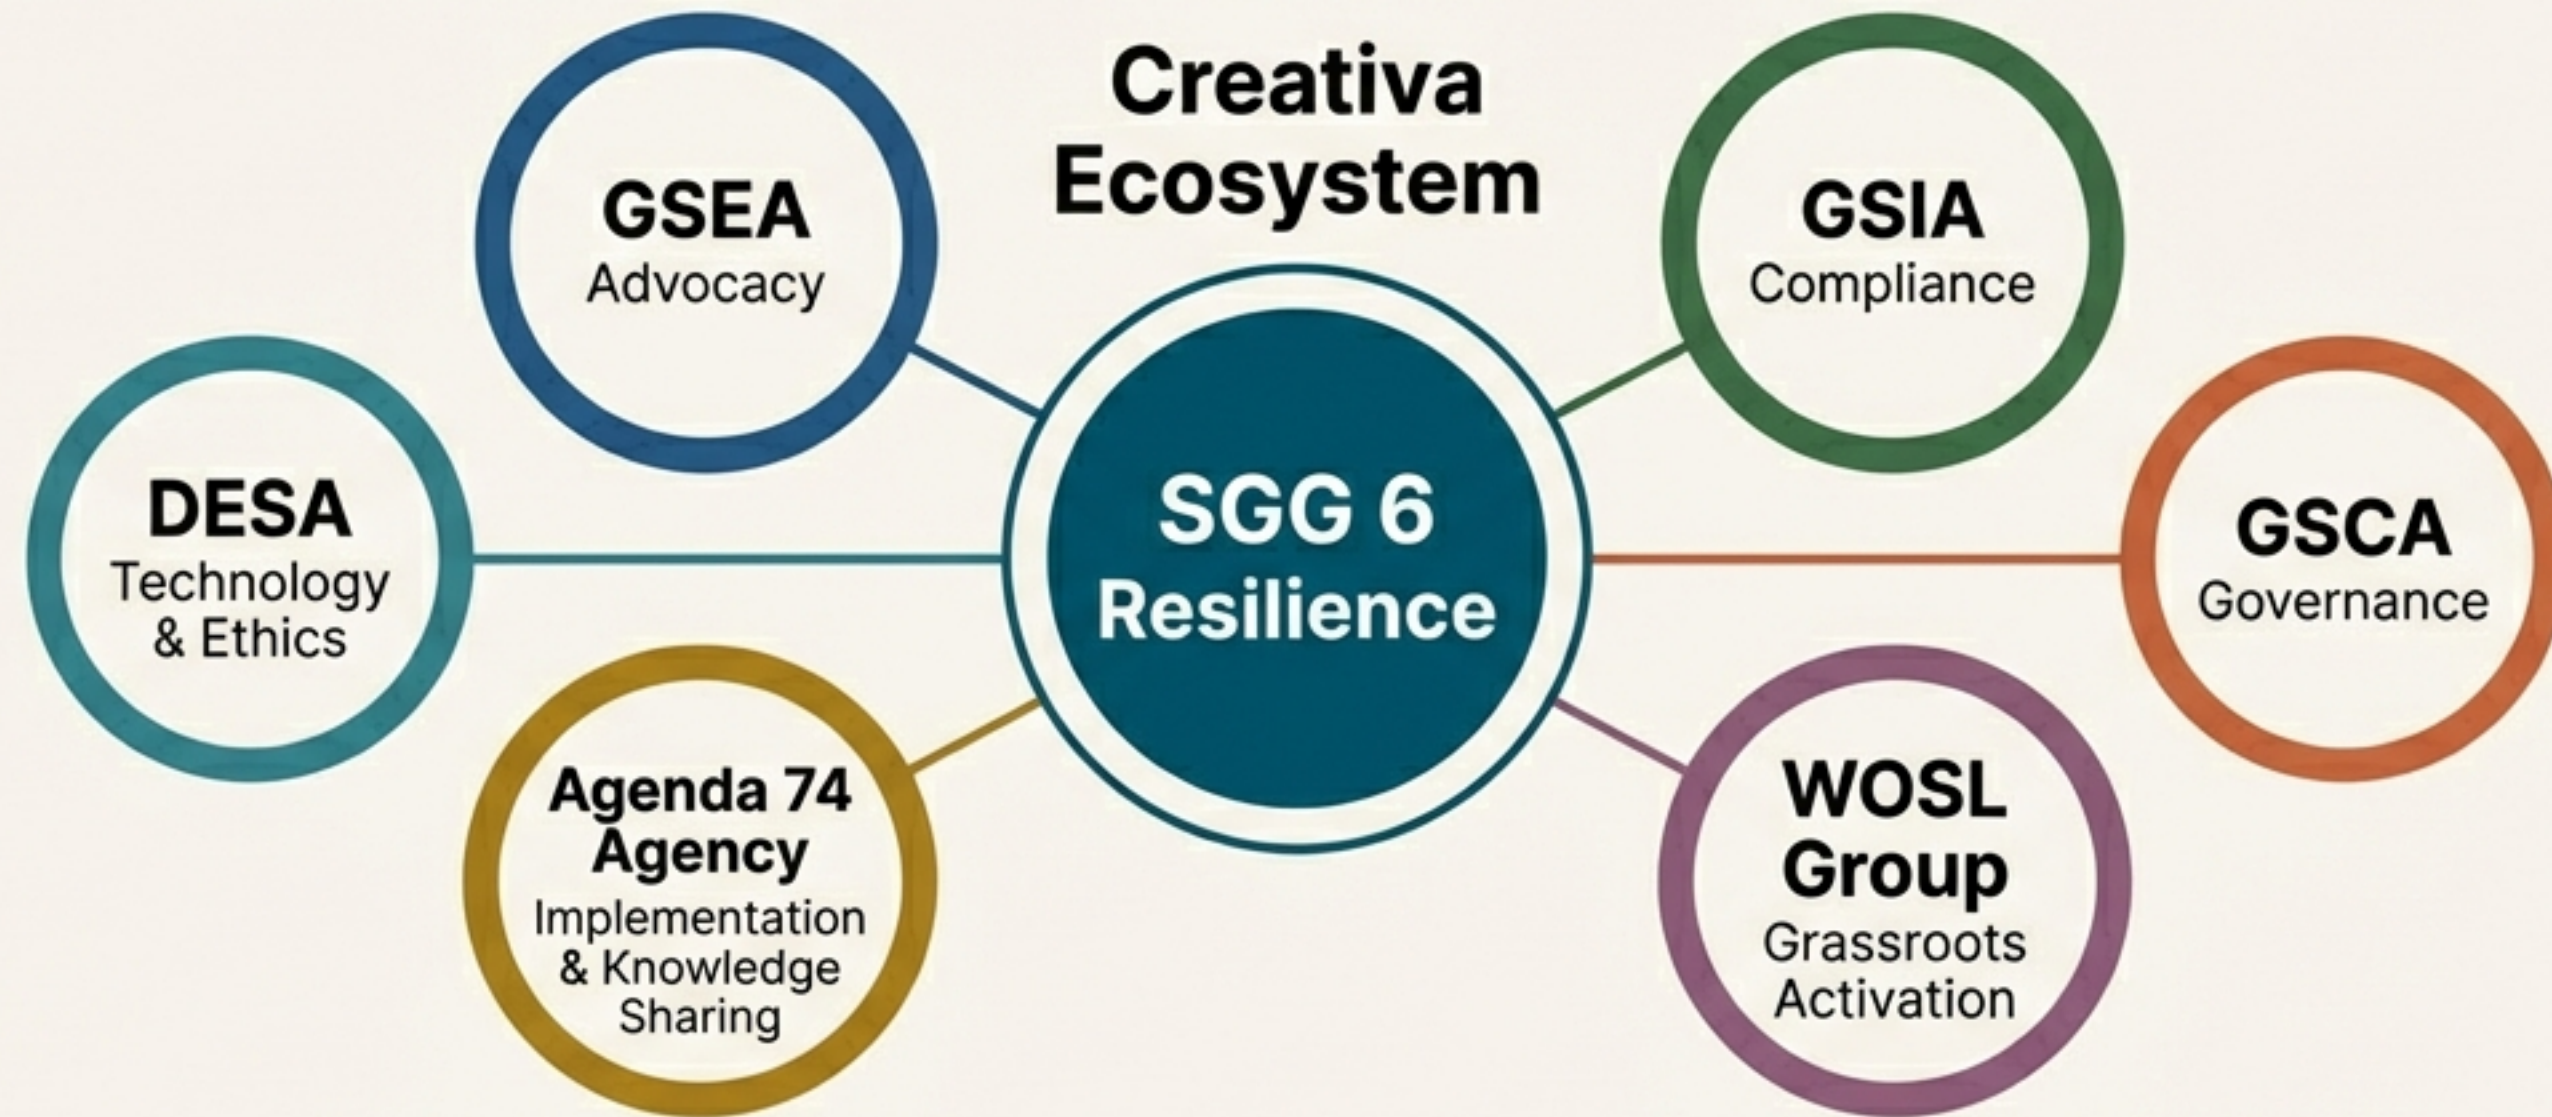 Creativa
Ecosystem
GSEA
Advocacy
GSIA
Compliance
DESA
Technology
& Ethics
SGG 6
Resilience
GSCA
Governance
Agenda 74
Agency
Implementation
& Knowledge
Sharing
WOSL
Group
Grassroots
Activation